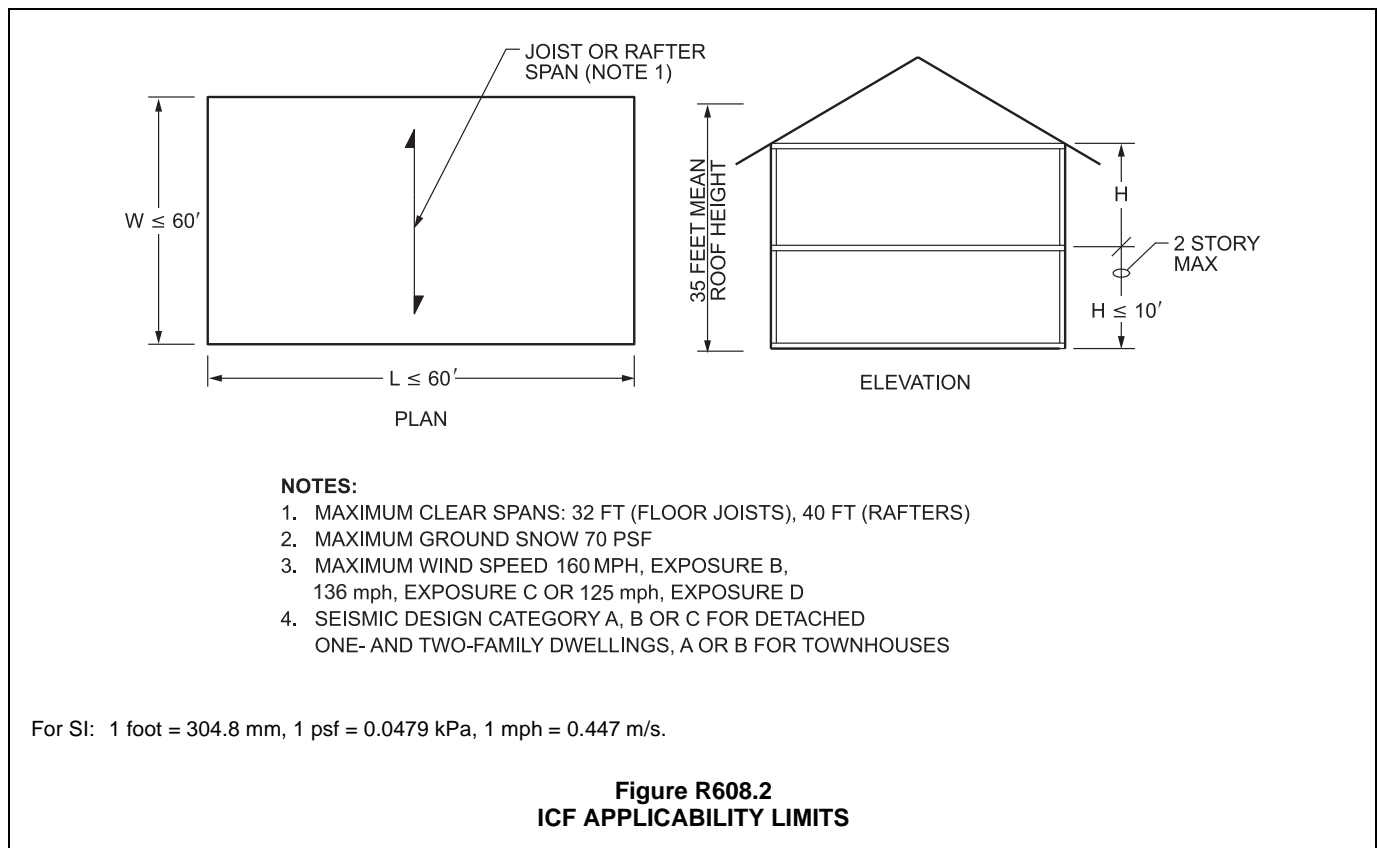 JOIST OR RAFTER
SPAN (NOTE 1)
W ≤ 60′
L ≤ 60′
PLAN
35 FEET MEAN
ROOF HEIGHT
H
2 STORY
MAX
H ≤ 10′
ELEVATION
NOTES:
1. MAXIMUM CLEAR SPANS: 32 FT (FLOOR JOISTS), 40 FT (RAFTERS)
2. MAXIMUM GROUND SNOW 70 PSF
3. MAXIMUM WIND SPEED 160 MPH, EXPOSURE B,
136 mph, EXPOSURE C OR 125 mph, EXPOSURE D
4. SEISMIC DESIGN CATEGORY A, B OR C FOR DETACHED
ONE- AND TWO-FAMILY DWELLINGS, A OR B FOR TOWNHOUSES
For SI: 1 foot = 304.8 mm, 1 psf = 0.0479 kPa, 1 mph = 0.447 m/s.
Figure R608.2
ICF APPLICABILITY LIMITS